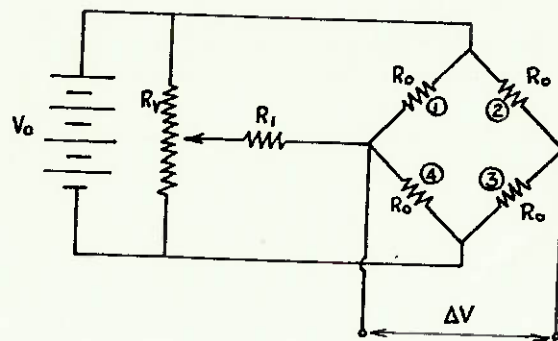 V₀
Rᵥ
R₁
R₀
①
R₀
②
R₀
④
R₀
③
ΔV